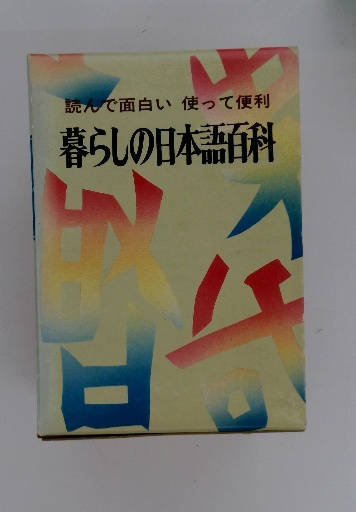 読んで面白い 使って便利
暮らしの日本語百科